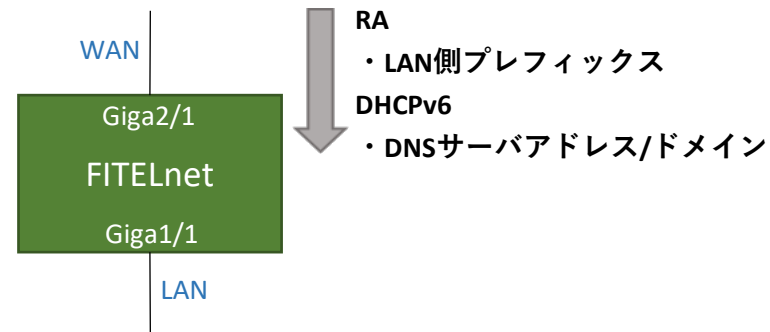 WAN
Giga2/1
FITELnet
Giga1/1
LAN
RA
・LAN側プレフィックス
DHCPv6
・DNSサーバアドレス/ドメイン